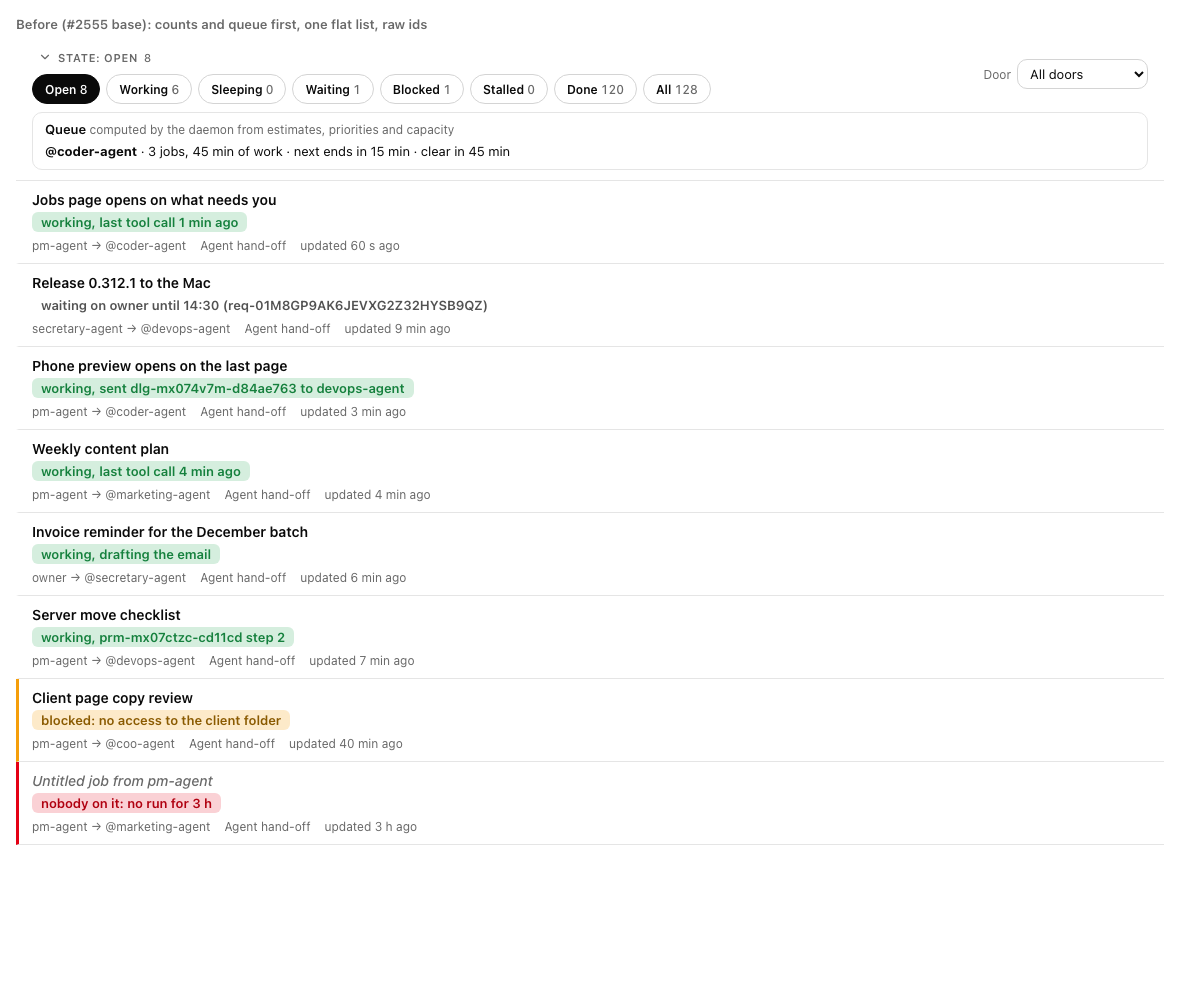 Before (#2555 base): counts and queue first, one flat list, raw ids
STATE: OPEN 8
Open 8 Working 6 Sleeping 0 Waiting 1 Blocked 1 Stalled 0 Done 120 All 128 Door All doors
Queue computed by the daemon from estimates, priorities and capacity
@coder-agent · 3 jobs, 45 min of work · next ends in 15 min · clear in 45 min
Jobs page opens on what needs you
working, last tool call 1 min ago
pm-agent → @coder-agent Agent hand-off updated 60 s ago
Release 0.312.1 to the Mac
waiting on owner until 14:30 (req-01M8GP9AK6JEVXG2Z32HYSB9QZ)
secretary-agent → @devops-agent Agent hand-off updated 9 min ago
Phone preview opens on the last page
working, sent dlg-mx074v7m-d84ae763 to devops-agent
pm-agent → @coder-agent Agent hand-off updated 3 min ago
Weekly content plan
working, last tool call 4 min ago
pm-agent → @marketing-agent Agent hand-off updated 4 min ago
Invoice reminder for the December batch
working, drafting the email
owner → @secretary-agent Agent hand-off updated 6 min ago
Server move checklist
working, prm-mx07ctzc-cd11cd step 2
pm-agent → @devops-agent Agent hand-off updated 7 min ago
Client page copy review
blocked: no access to the client folder
pm-agent → @coo-agent Agent hand-off updated 40 min ago
Untitled job from pm-agent
nobody on it: no run for 3 h
pm-agent → @marketing-agent Agent hand-off updated 3 h ago